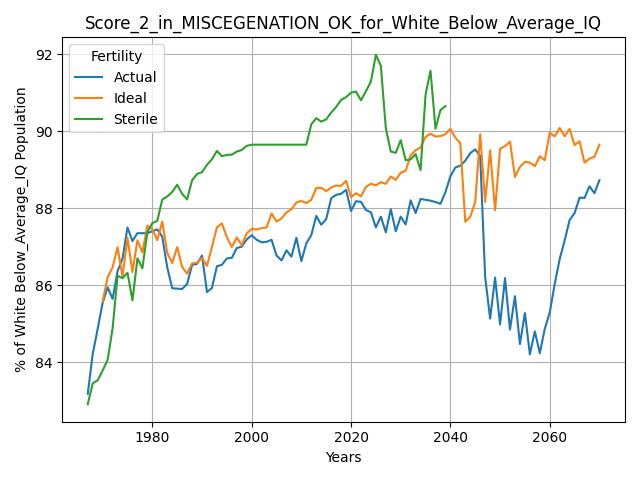 Score_2_in_MISCEGENATION_OK_for_White_Below_Average_IQ
% of White Below_Average_IQ Population
92
90
88
86
84
Fertility
Actual
Ideal
Sterile
1980
2000
2020
2040
2060
Years